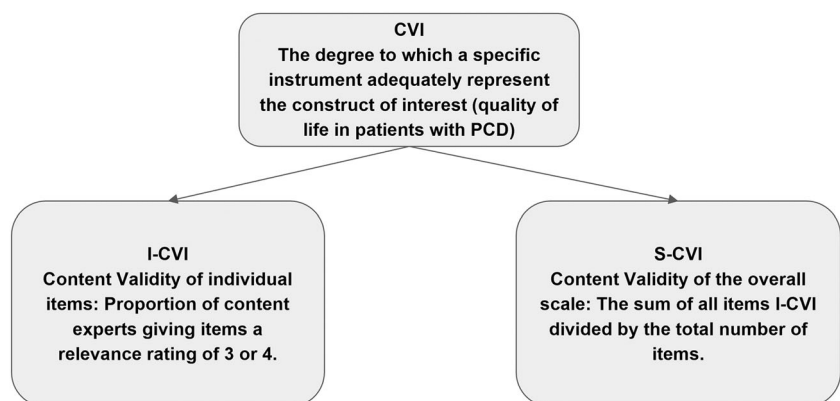 CVI
The degree to which a specific
instrument adequately represent
the construct of interest (quality of
life in patients with PCD)
I-CVI
Content Validity of individual
items: Proportion of content
experts giving items a
relevance rating of 3 or 4.
S-CVI
Content Validity of the overall
scale: The sum of all items I-CVI
divided by the total number of
items.